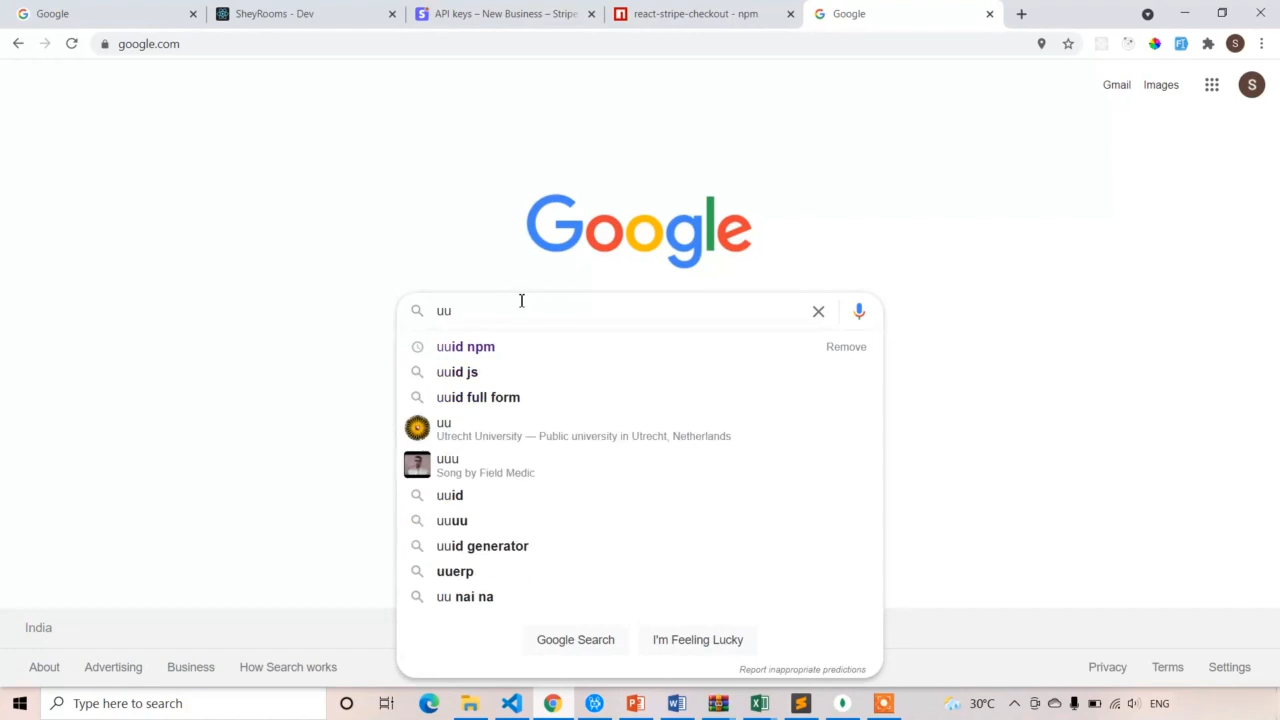 Google
SheyRooms - Dev
API keys – New Business – Stripe
react-stripe-checkout - npm
Google
google.com
S
Gmail
Images
S
Google
uu
uuid npm
Remove
uuid js
uuid full form
uu
Utrecht University — Public university in Utrecht, Netherlands
uuu
Song by Field Medic
uuid
uuuu
uuid generator
uuerp
uu nai na
Google Search
I'm Feeling Lucky
Report inappropriate predictions
India
About
Advertising
Business
How Search works
Privacy
Terms
Settings
Type here to search
30°C
ENG